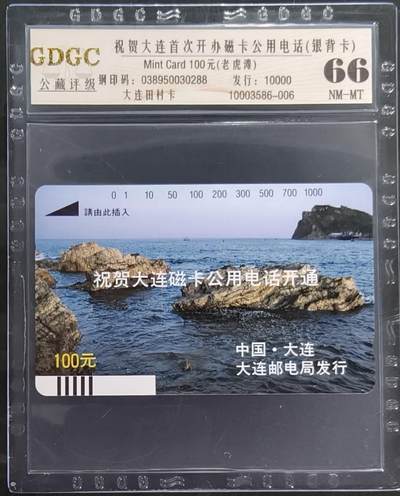 GDGC
GDGC
公藏评级
祝贺大连首次开办磁卡公用电话(银背卡)
Mint Card 100元(老虎滩)
钢印码: 038950030288 发行: 10000
大连田村卡 10003586-006
66
NM-MT
0 1 10 50 100 200 300 500 700 1000
請由此插入
祝贺大连磁卡公用电话开通
100元
中国·大连
大连邮电局发行